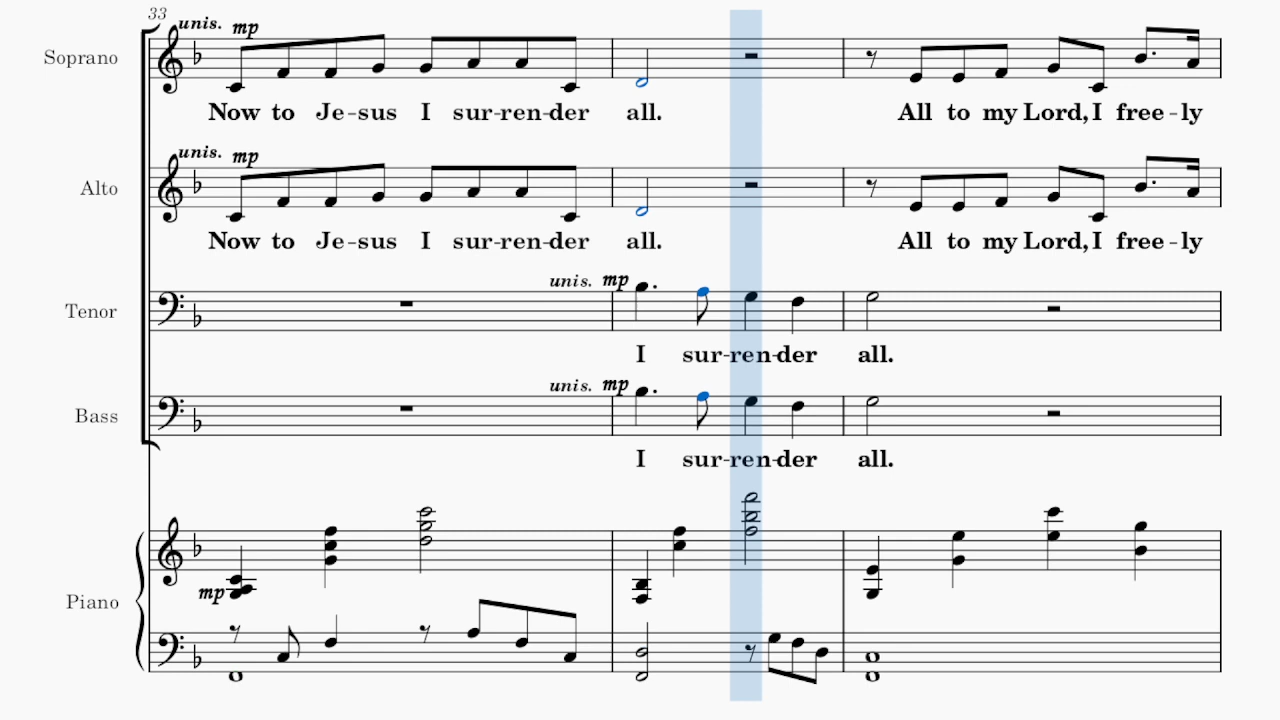 33
unis. mp
Soprano
Now to Je-sus I sur-ren-der all. All to my Lord, I free-ly
unis. mp
Alto
Now to Je-sus I sur-ren-der all. All to my Lord, I free-ly
unis. mp
Tenor
I sur-ren-der all.
unis. mp
Bass
I sur-ren-der all.
mp
Piano